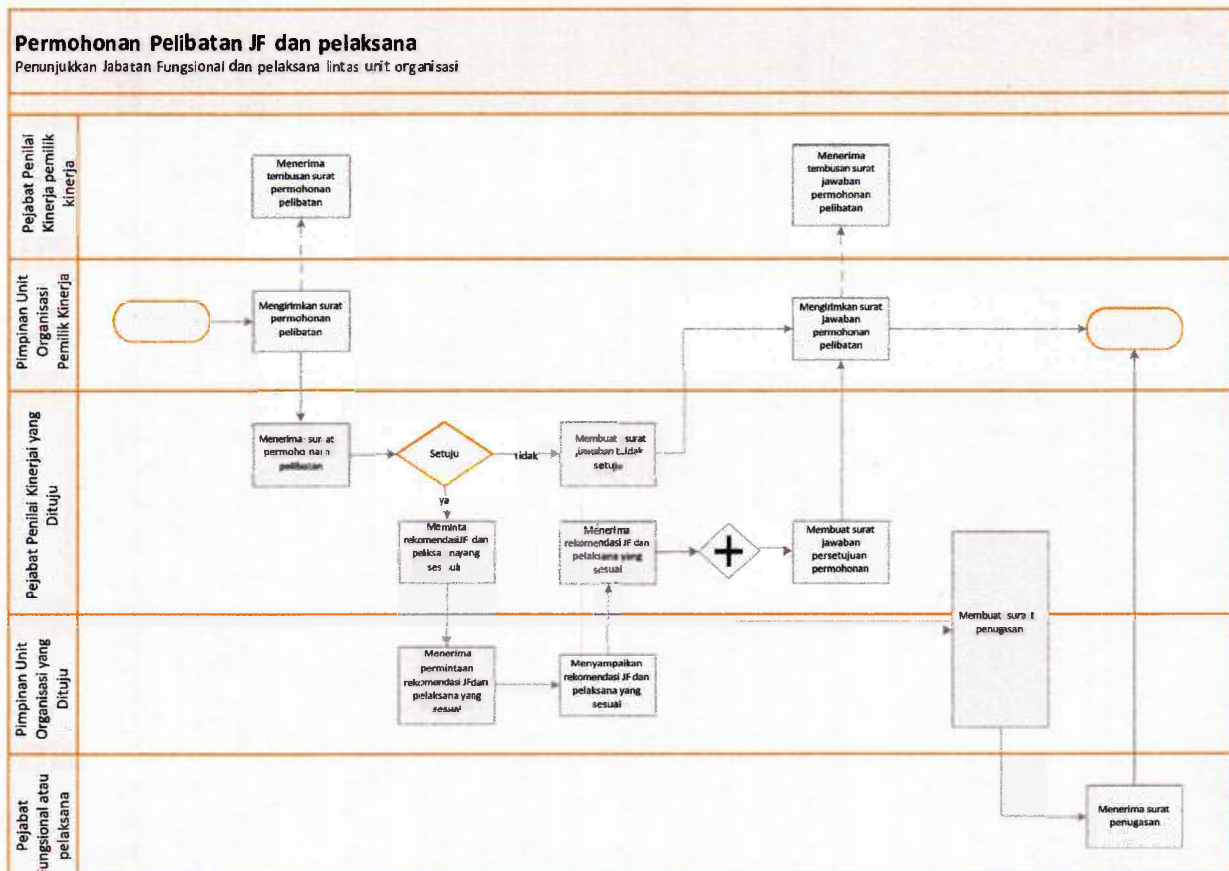 Permohonan Pelibatan JF dan pelaksana
Penunjukkan Jabatan Fungsional dan pelaksana lintas unit organisasi
Pejabat Penilai
Kinerja pemilik
kinerja
Menerima
tembusan surat
permohonan
pelibatan
Menerima
tembusan surat
jawaban
permohonan
pelibatan
Pimpinan Unit
Organisasi
Pemilik Kinerja
Mengirimkan surat
permohonan
pelibatan
Mengirimkan surat
jawaban
permohonan
pelibatan
Pejabat Penilai Kinerjai yang
Dituju
Menerima surat
permohonan
pelibatan
Setuju
tidak
Membuat surat
jawaban tidak
setuju
ya
Meminta
rekomendasi JF dan
pelaksana yang
sesuai
Menerima
rekomendasi JF dan
pelaksana yang
sesuai
Membuat surat
jawaban
persetujuan
permohonan
Membuat surat
penugasan
Pimpinan Unit
Organisasi yang
Dituju
Menerima
permintaan
rekomendasi JF dan
pelaksana yang
sesuai
Menyampaikan
rekomendasi JF dan
pelaksana yang
sesuai
Pejabat
Fungsional atau
pelaksana
Menerima surat
penugasan